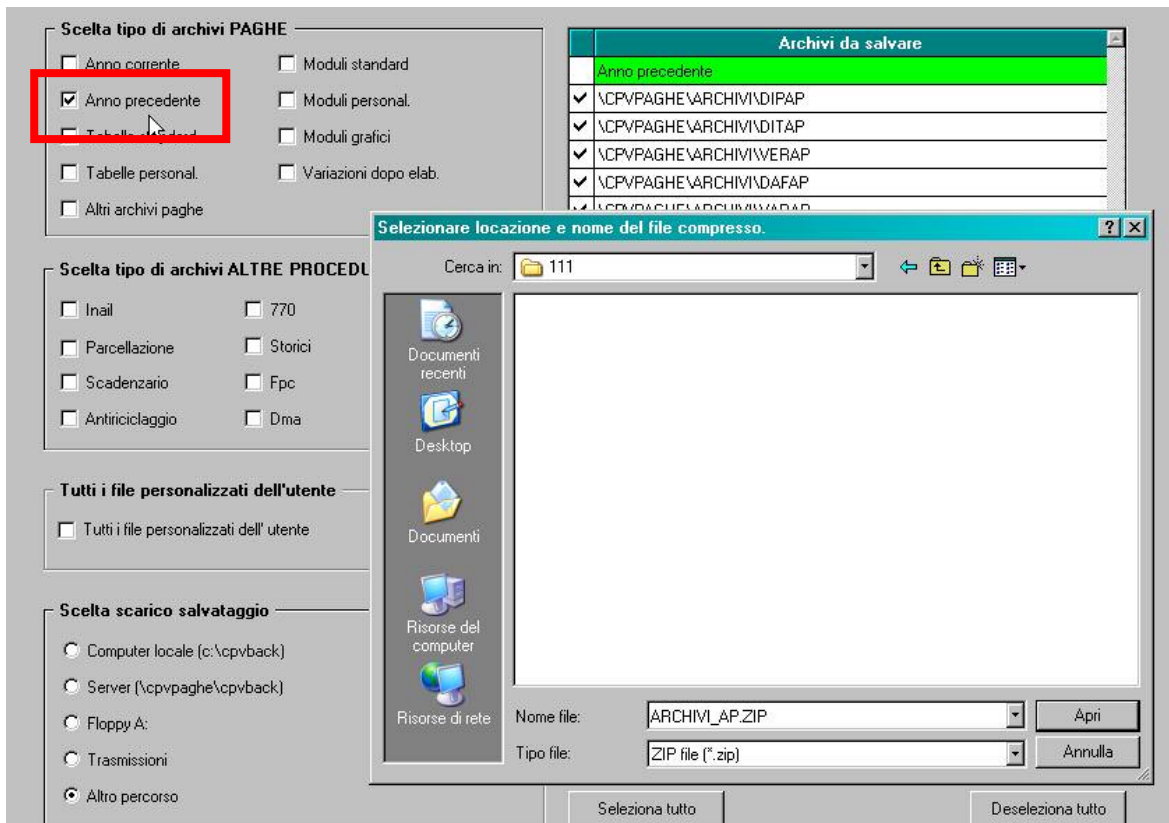 Scelta tipo di archivi PAGHE
Anno corrente
Moduli standard
Anno precedente
Moduli personal.
Tabelle standard
Moduli grafici
Tabelle personal.
Variazioni dopo elab.
Altri archivi paghe
Archivi da salvare
Anno precedente
\CPVPAGHE\ARCHIVI\DIPAP
\CPVPAGHE\ARCHIVI\DITAP
\CPVPAGHE\ARCHIVI\VERAP
\CPVPAGHE\ARCHIVI\DAFAP
\CPVPAGHE\ARCHIVI\VARAP
Selezionare locazione e nome del file compresso.
Cerca in:
111
Documenti
recenti
Desktop
Documenti
Risorse del
computer
Risorse di rete
Nome file:
ARCHIVI_AP.ZIP
Apri
Tipo file:
ZIP file (*.zip)
Annulla
Scelta tipo di archivi ALTRE PROCEDU
Inail
770
Parcellazione
Storici
Scadenzario
Fpc
Antiriciclaggio
Dma
Tutti i file personalizzati dell'utente
Tutti i file personalizzati dell' utente
Scelta scarico salvataggio
Computer locale (c:\cpvback)
Server (\cpvpaghe\cpvback)
Floppy A:
Trasmissioni
Altro percorso
Seleziona tutto
Deseleziona tutto